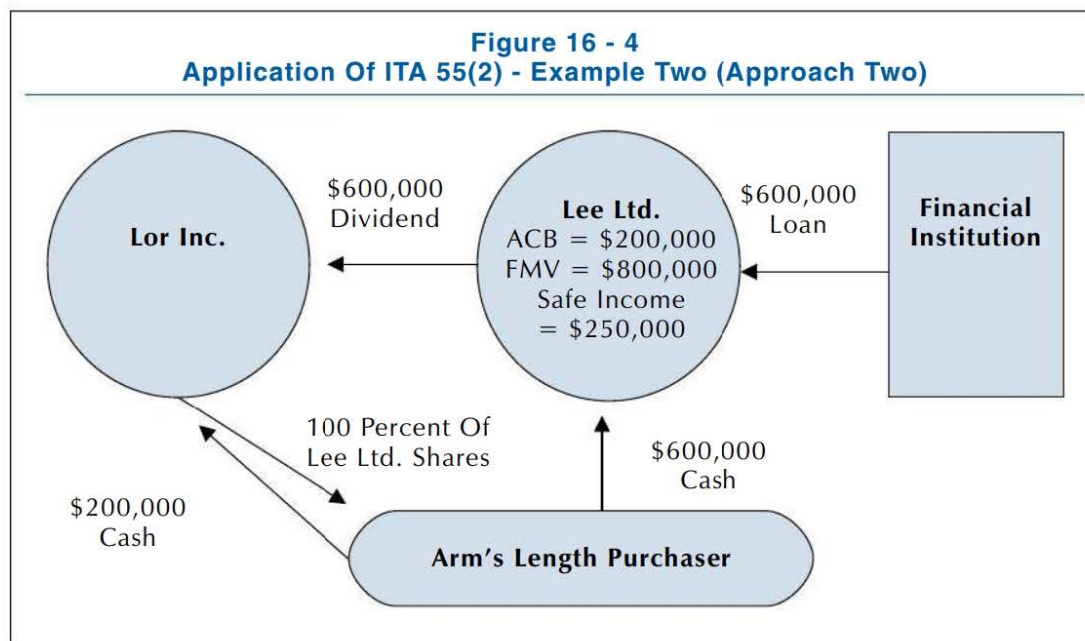 Figure 16 - 4
Application Of ITA 55(2) - Example Two (Approach Two)
$600,000
Dividend
Lor Inc.
Lee Ltd.
ACB = $200,000
FMV = $800,000
Safe Income
= $250,000
$600,000
Loan
Financial
Institution
100 Percent Of
Lee Ltd. Shares
$600,000
Cash
$200,000
Cash
Arm's Length Purchaser